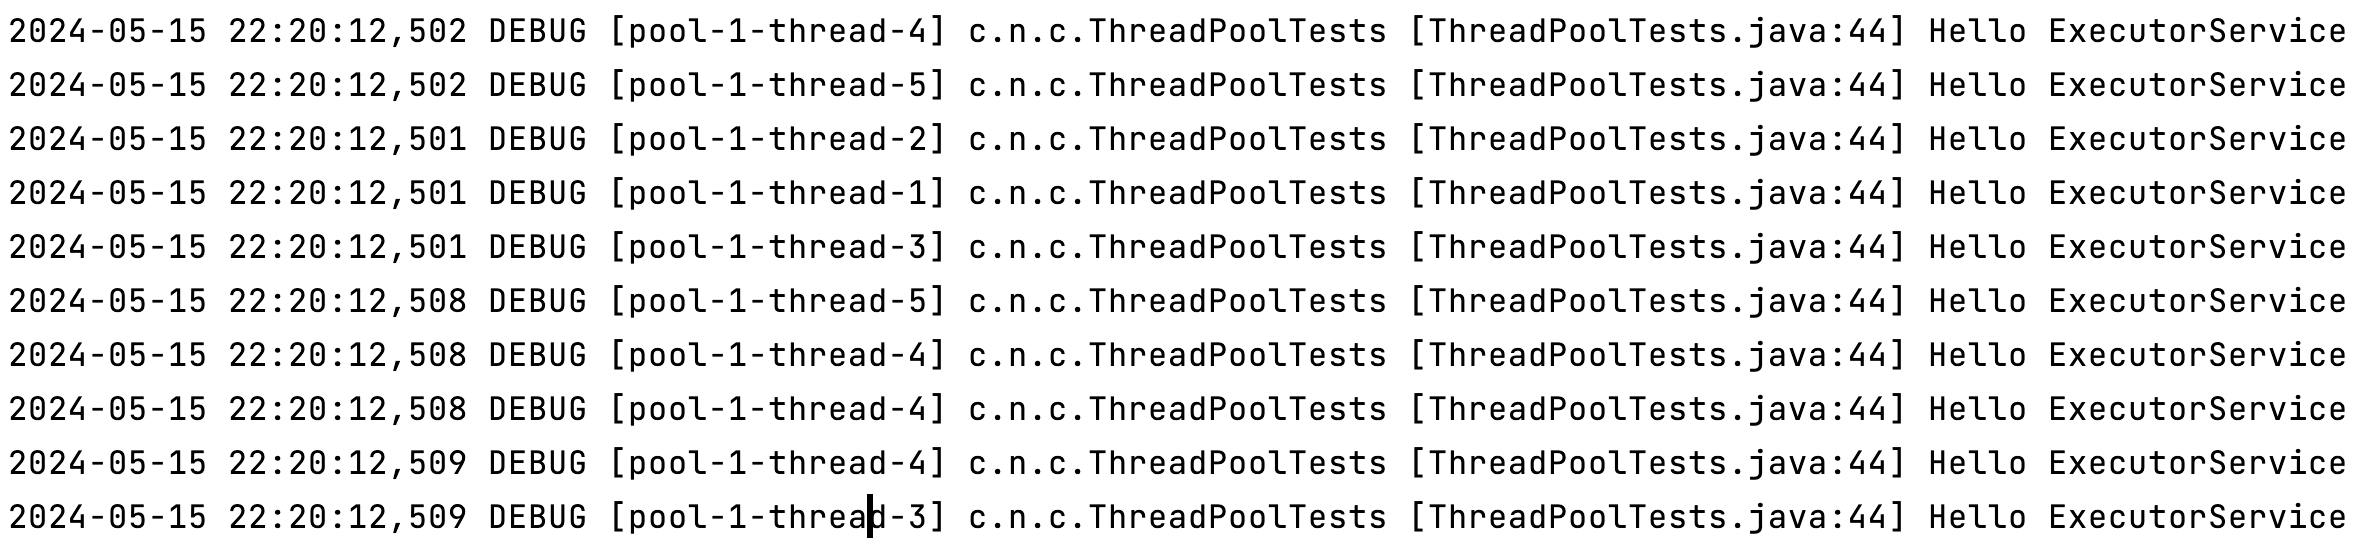 2024-05-15 22:20:12,502 DEBUG [pool-1-thread-4] c.n.c.ThreadPoolTests [ThreadPoolTests.java:44] Hello ExecutorService
2024-05-15 22:20:12,502 DEBUG [pool-1-thread-5] c.n.c.ThreadPoolTests [ThreadPoolTests.java:44] Hello ExecutorService
2024-05-15 22:20:12,501 DEBUG [pool-1-thread-2] c.n.c.ThreadPoolTests [ThreadPoolTests.java:44] Hello ExecutorService
2024-05-15 22:20:12,501 DEBUG [pool-1-thread-1] c.n.c.ThreadPoolTests [ThreadPoolTests.java:44] Hello ExecutorService
2024-05-15 22:20:12,501 DEBUG [pool-1-thread-3] c.n.c.ThreadPoolTests [ThreadPoolTests.java:44] Hello ExecutorService
2024-05-15 22:20:12,508 DEBUG [pool-1-thread-5] c.n.c.ThreadPoolTests [ThreadPoolTests.java:44] Hello ExecutorService
2024-05-15 22:20:12,508 DEBUG [pool-1-thread-4] c.n.c.ThreadPoolTests [ThreadPoolTests.java:44] Hello ExecutorService
2024-05-15 22:20:12,508 DEBUG [pool-1-thread-4] c.n.c.ThreadPoolTests [ThreadPoolTests.java:44] Hello ExecutorService
2024-05-15 22:20:12,509 DEBUG [pool-1-thread-4] c.n.c.ThreadPoolTests [ThreadPoolTests.java:44] Hello ExecutorService
2024-05-15 22:20:12,509 DEBUG [pool-1-thread-3] c.n.c.ThreadPoolTests [ThreadPoolTests.java:44] Hello ExecutorService